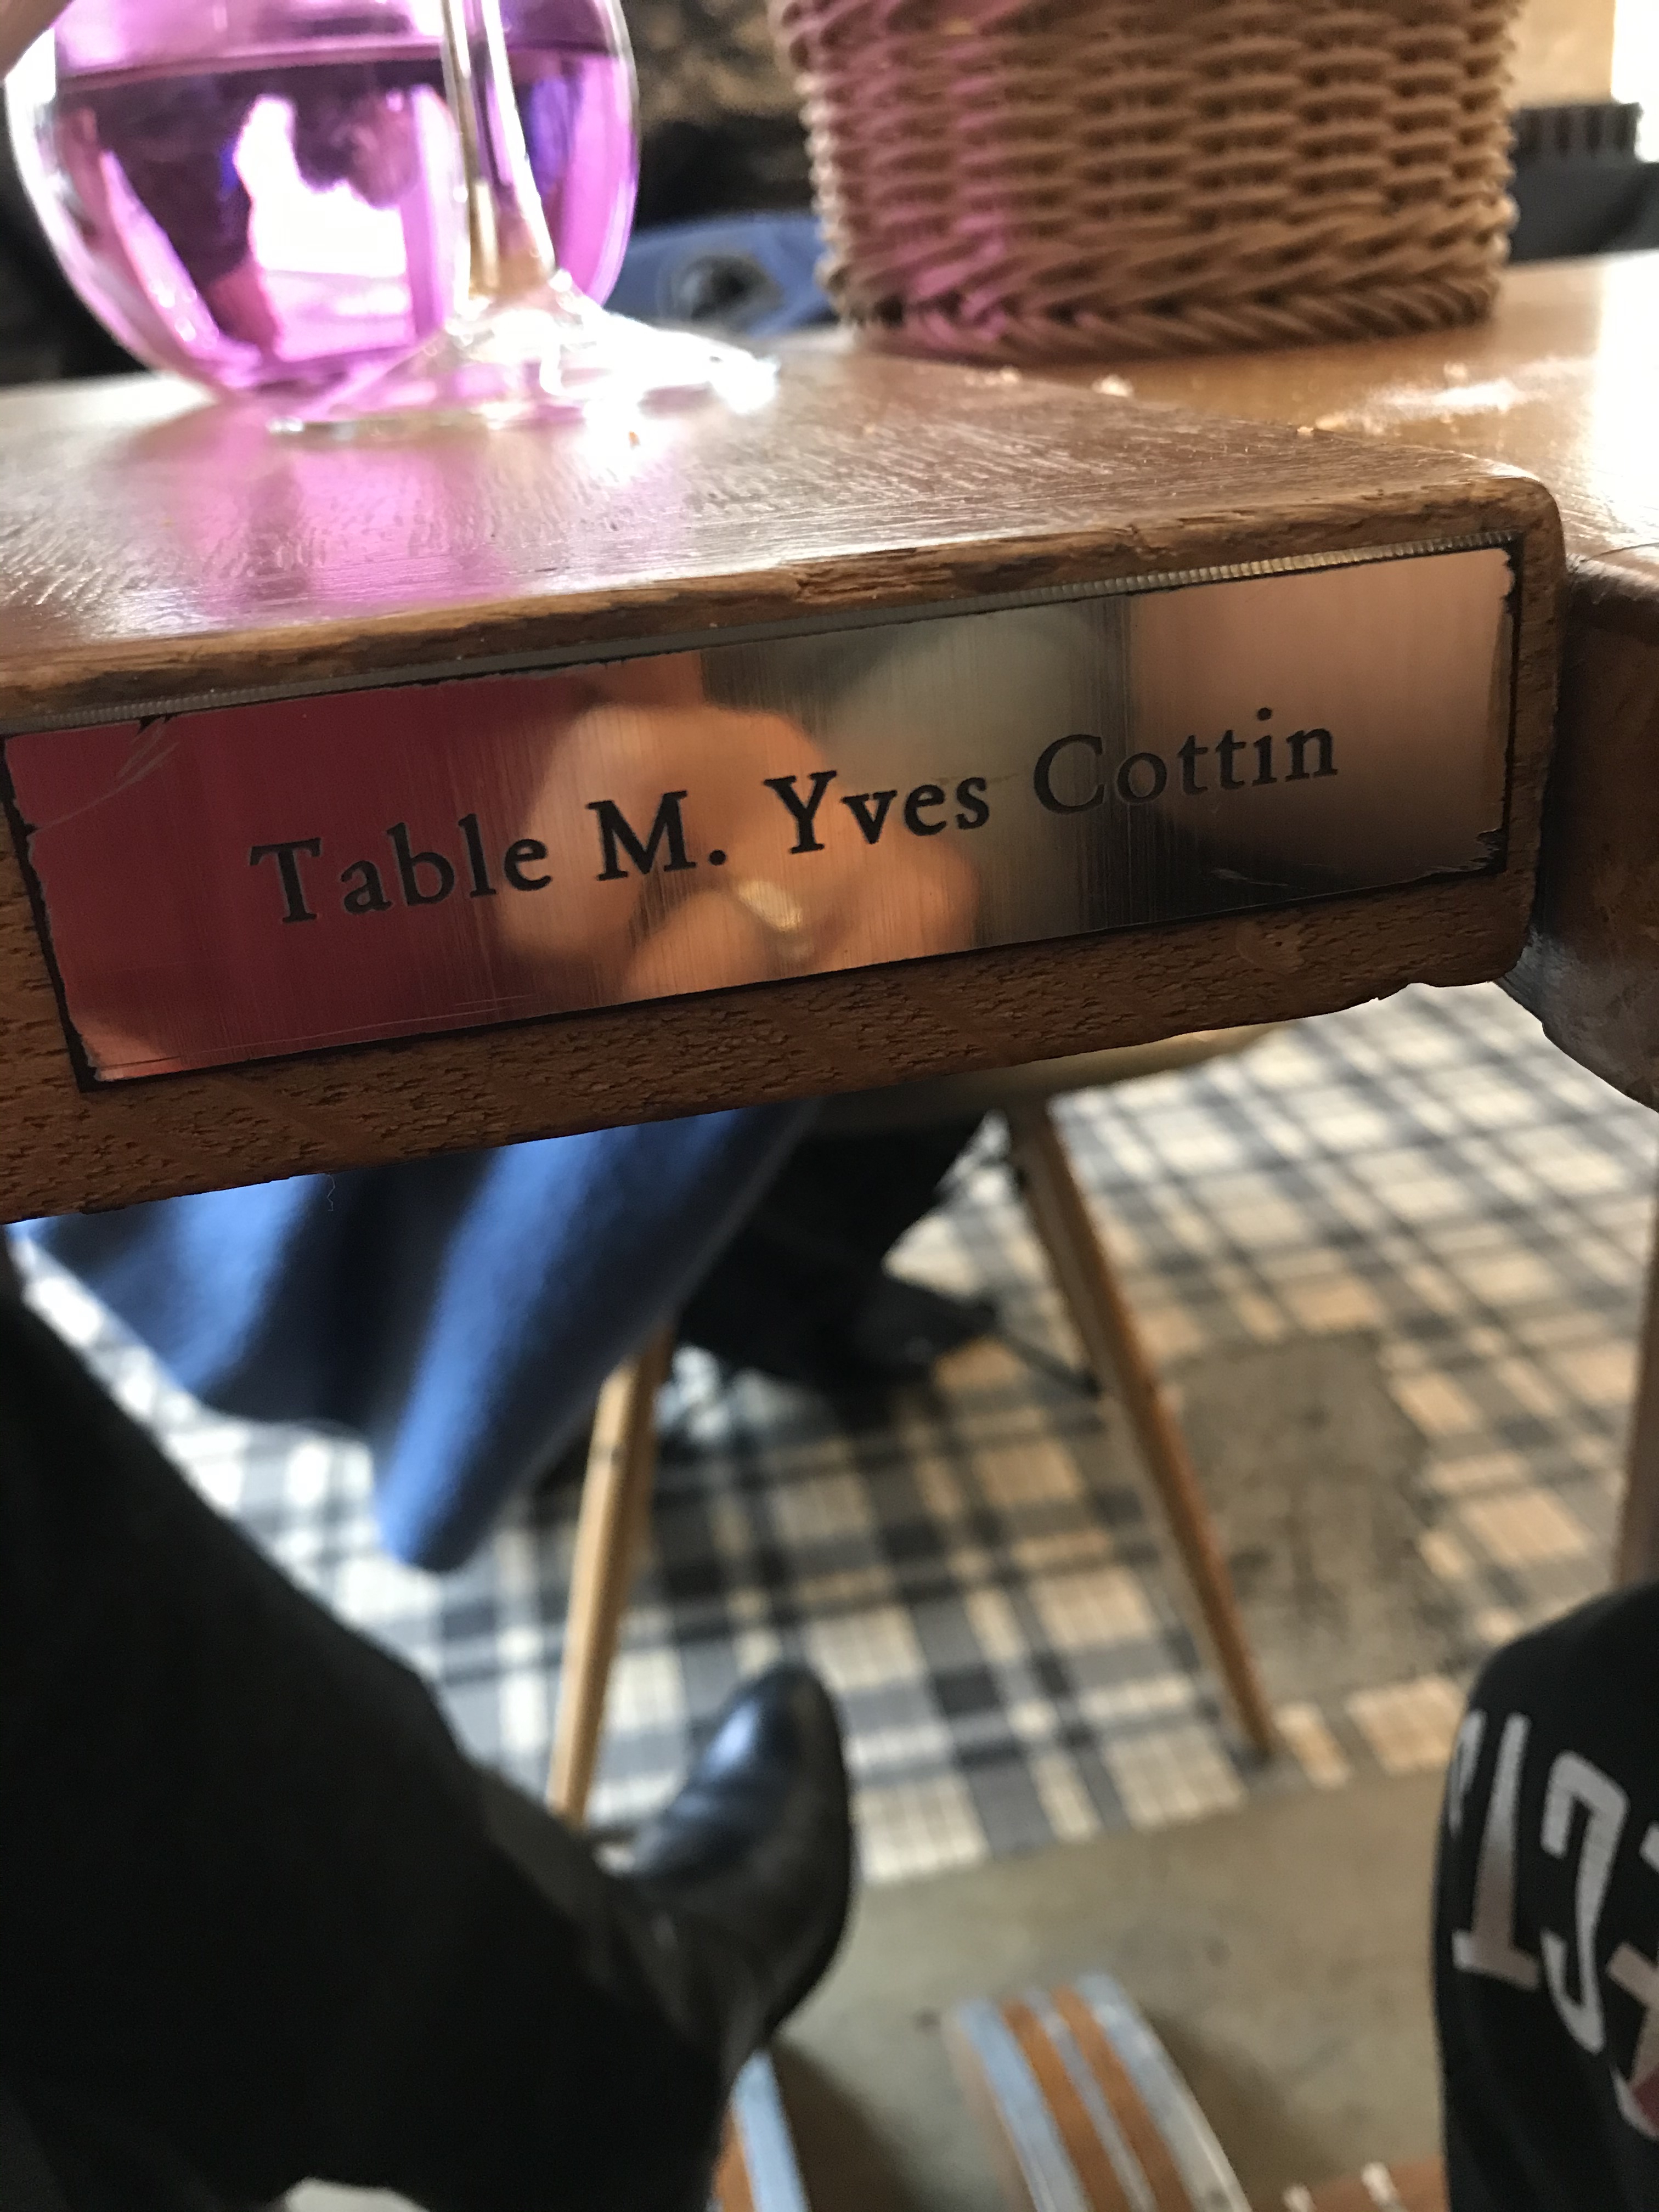 Table M. Yves Cottin